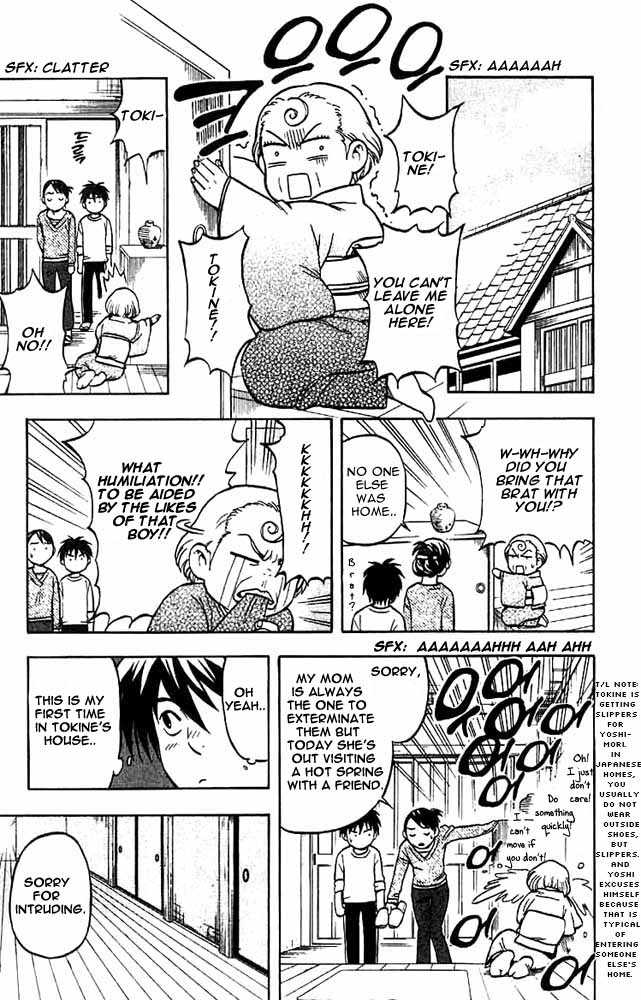 SFX: AAAAAAH
TOKI-
NE!
YOU CAN'T
LEAVE ME
ALONE
HERE!
TOKINE!!
SFX: CLATTER
TOKI-
OH
NO!!
W-WH-WHY
DID YOU
BRING THAT
BRAT WITH
YOU!?
NO ONE
ELSE
WAS
HOME..
Brat?
KKKKKKHH!!
WHAT
HUMILIATION!!
TO BE AIDED
BY THE LIKES
OF THAT
BOY!!
SFX: AAAAAAAHHH AAH AHH
SORRY,
MY MOM
IS ALWAYS
THE ONE TO
EXTERMINATE
THEM BUT
TODAY SHE'S
OUT VISITING
A HOT SPRING
WITH A FRIEND.
Oh!
I just
don't
care!
Do
something
quickly!
I
can't
move if
you don't!
T/L NOTE:
TOKINE IS
GETTING
SLIPPERS
FOR
YOSHI-
MORI.
IN
JAPANESE
HOMES,
YOU
USUALLY
DO NOT
WEAR
OUTSIDE
SHOES,
BUT
SLIPPERS.
AND
YOSHI
EXCUSES
HIMSELF
BECAUSE
THAT IS
TYPICAL
OF
ENTERING
SOMEONE
ELSE'S
HOME.
OH
YEAH..
THIS IS MY
FIRST TIME
IN TOKINE'S
HOUSE..
SORRY
FOR
INTRUDING.